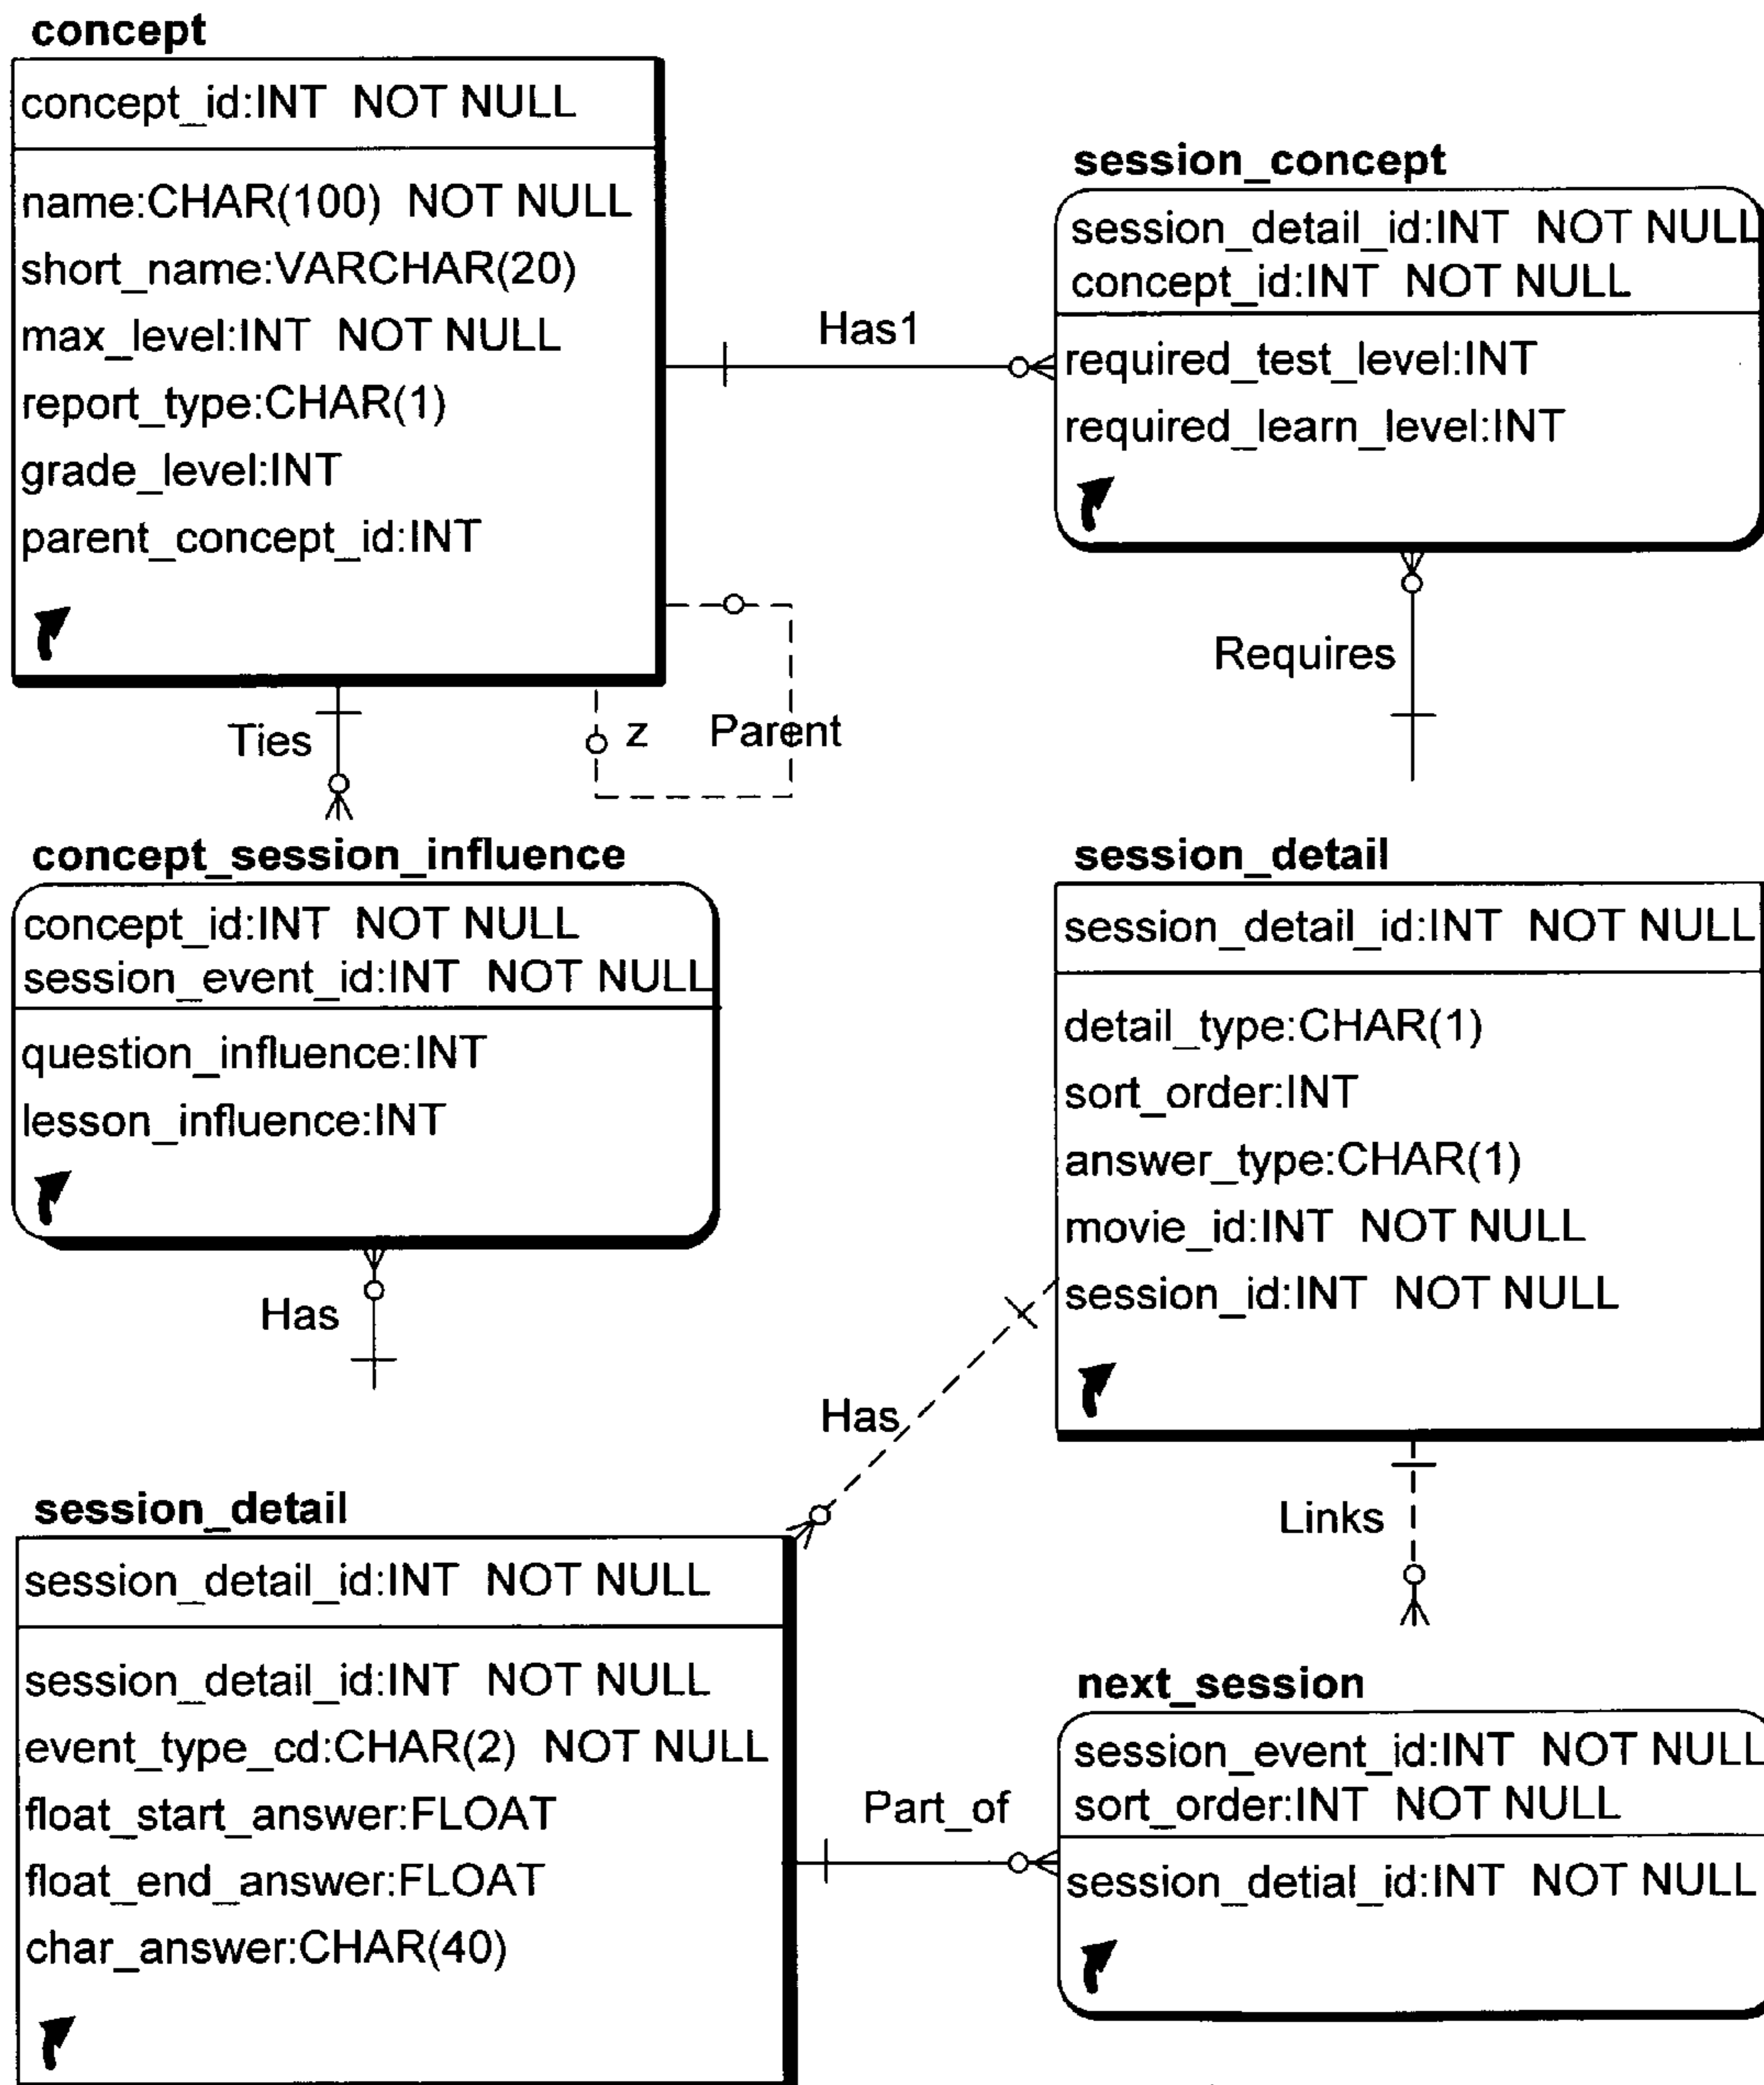 concept
concept_id:INT NOT NULL
name:CHAR(100) NOT NULL
short_name:VARCHAR(20)
max_level:INT NOT NULL
report_type:CHAR(1)
grade_level:INT
parent_concept_id:INT
Has1
session_concept
session_detail_id:INT NOT NULL
concept_id:INT NOT NULL
required_test_level:INT
required_learn_level:INT
Requires
Ties
z
Parent
concept_session_influence
concept_id:INT NOT NULL
session_event_id:INT NOT NULL
question_influence:INT
lesson_influence:INT
Has
session_detail
session_detail_id:INT NOT NULL
detail_type:CHAR(1)
sort_order:INT
answer_type:CHAR(1)
movie_id:INT NOT NULL
session_id:INT NOT NULL
Has
Links
session_detail
session_detail_id:INT NOT NULL
session_detail_id:INT NOT NULL
event_type_cd:CHAR(2) NOT NULL
float_start_answer:FLOAT
float_end_answer:FLOAT
char_answer:CHAR(40)
Part_of
next_session
session_event_id:INT NOT NULL
sort_order:INT NOT NULL
session_detial_id:INT NOT NULL